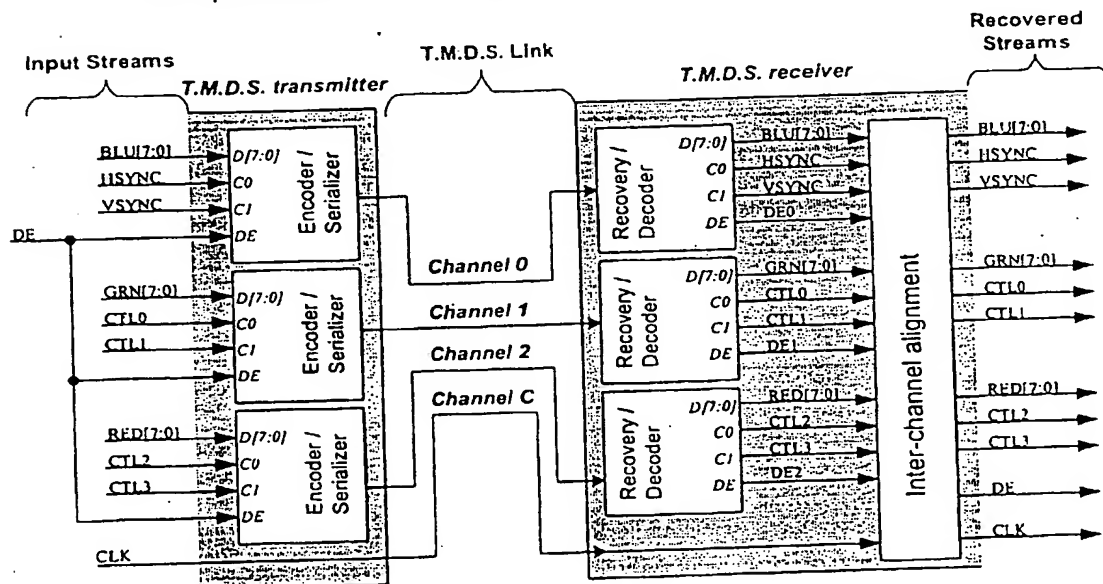 Recovered
Streams
Input Streams
T.M.D.S. Link
T.M.D.S. transmitter
T.M.D.S. receiver
BLU[7:0]
HSYNC
VSYNC
DE
D[7:0]
C0
C1
DE
Encoder /
Serializer
GRN[7:0]
CTL0
CTL1
D[7:0]
C0
C1
DE
Encoder /
Serializer
RED[7:0]
CTL2
CTL3
D[7:0]
C0
C1
DE
Encoder /
Serializer
CLK
Channel 0
Channel 1
Channel 2
Channel C
Recovery /
Decoder
D[7:0]
C0
C1
DE
BLU[7:0]
HSYNC
VSYNC
DE0
Recovery /
Decoder
D[7:0]
C0
C1
DE
GRN[7:0]
CTL0
CTL1
DE1
Recovery /
Decoder
D[7:0]
C0
C1
DE
RED[7:0]
CTL2
CTL3
DE2
Inter-channel alignment
BLU[7:0]
HSYNC
VSYNC
GRN[7:0]
CTL0
CTL1
RED[7:0]
CTL2
CTL3
DE
CLK